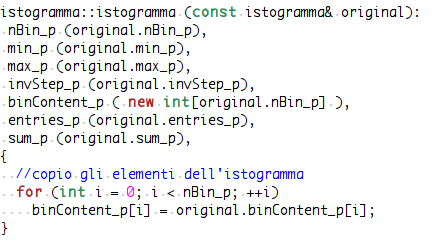 istogramma::istogramma (const istogramma& original):
nBin_p (original.nBin_p),
min_p (original.min_p),
max_p (original.max_p),
invStep_p (original.invStep_p),
binContent_p ( new int[original.nBin_p] ),
entries_p (original.entries_p),
sum_p (original.sum_p),
{
//copio gli elementi dell'istogramma
for (int i = 0; i < nBin_p; ++i)
binContent_p[i] = original.binContent_p[i];
}